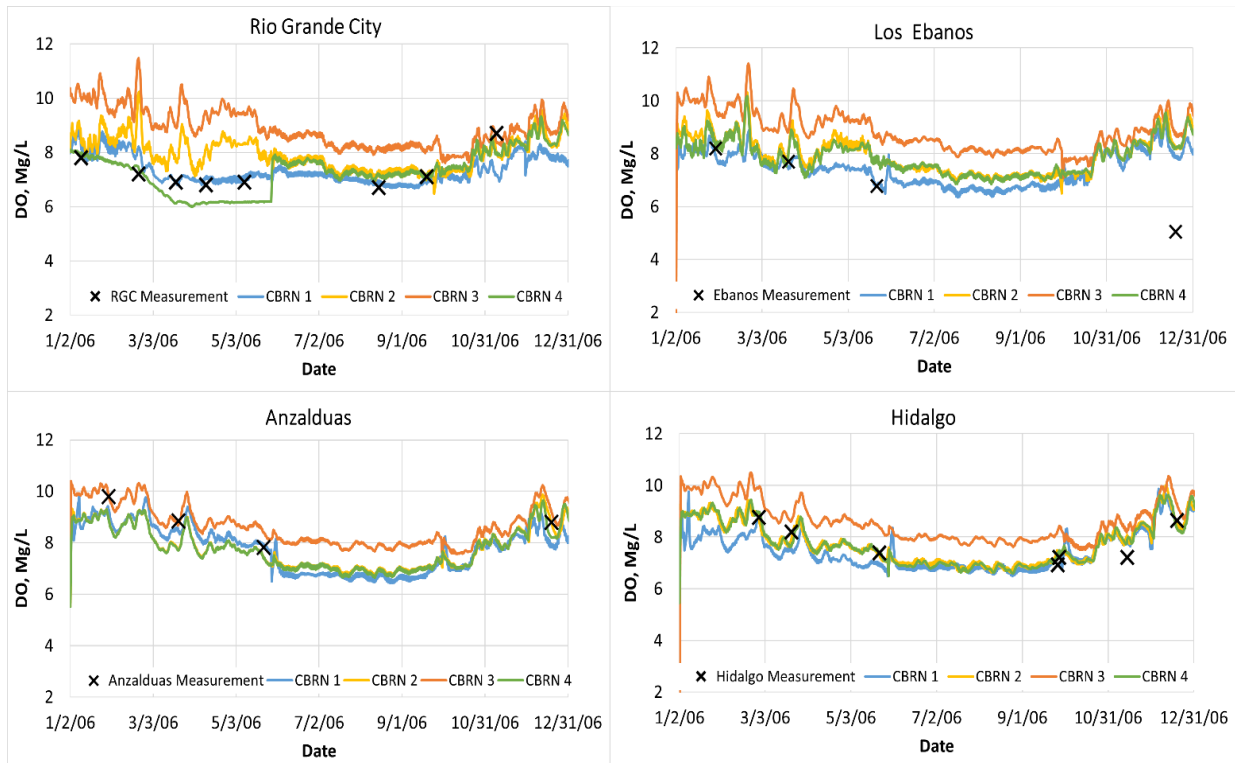 Rio Grande City
12
10
8
6
4
2
DO, Mg/L
RGC Measurement CBRN 1 CBRN 2 CBRN 3 CBRN 4
1/2/06 3/3/06 5/3/06 7/2/06 9/1/06 10/31/06 12/31/06
Date
Los Ebanos
12
10
8
6
4
2
DO, Mg/L
Ebanos Measurement CBRN 1 CBRN 2 CBRN 3 CBRN 4
1/2/06 3/3/06 5/3/06 7/2/06 9/1/06 10/31/06 12/31/06
Date
Anzalduas
12
10
8
6
4
2
DO, Mg/L
Anzalduas Measurement CBRN 1 CBRN 2 CBRN 3 CBRN 4
1/2/06 3/3/06 5/3/06 7/2/06 9/1/06 10/31/06 12/31/06
Date
Hidalgo
12
10
8
6
4
2
DO, Mg/L
Hidalgo Measurement CBRN 1 CBRN 2 CBRN 3 CBRN 4
1/2/06 3/3/06 5/3/06 7/2/06 9/1/06 10/31/06 12/31/06
Date